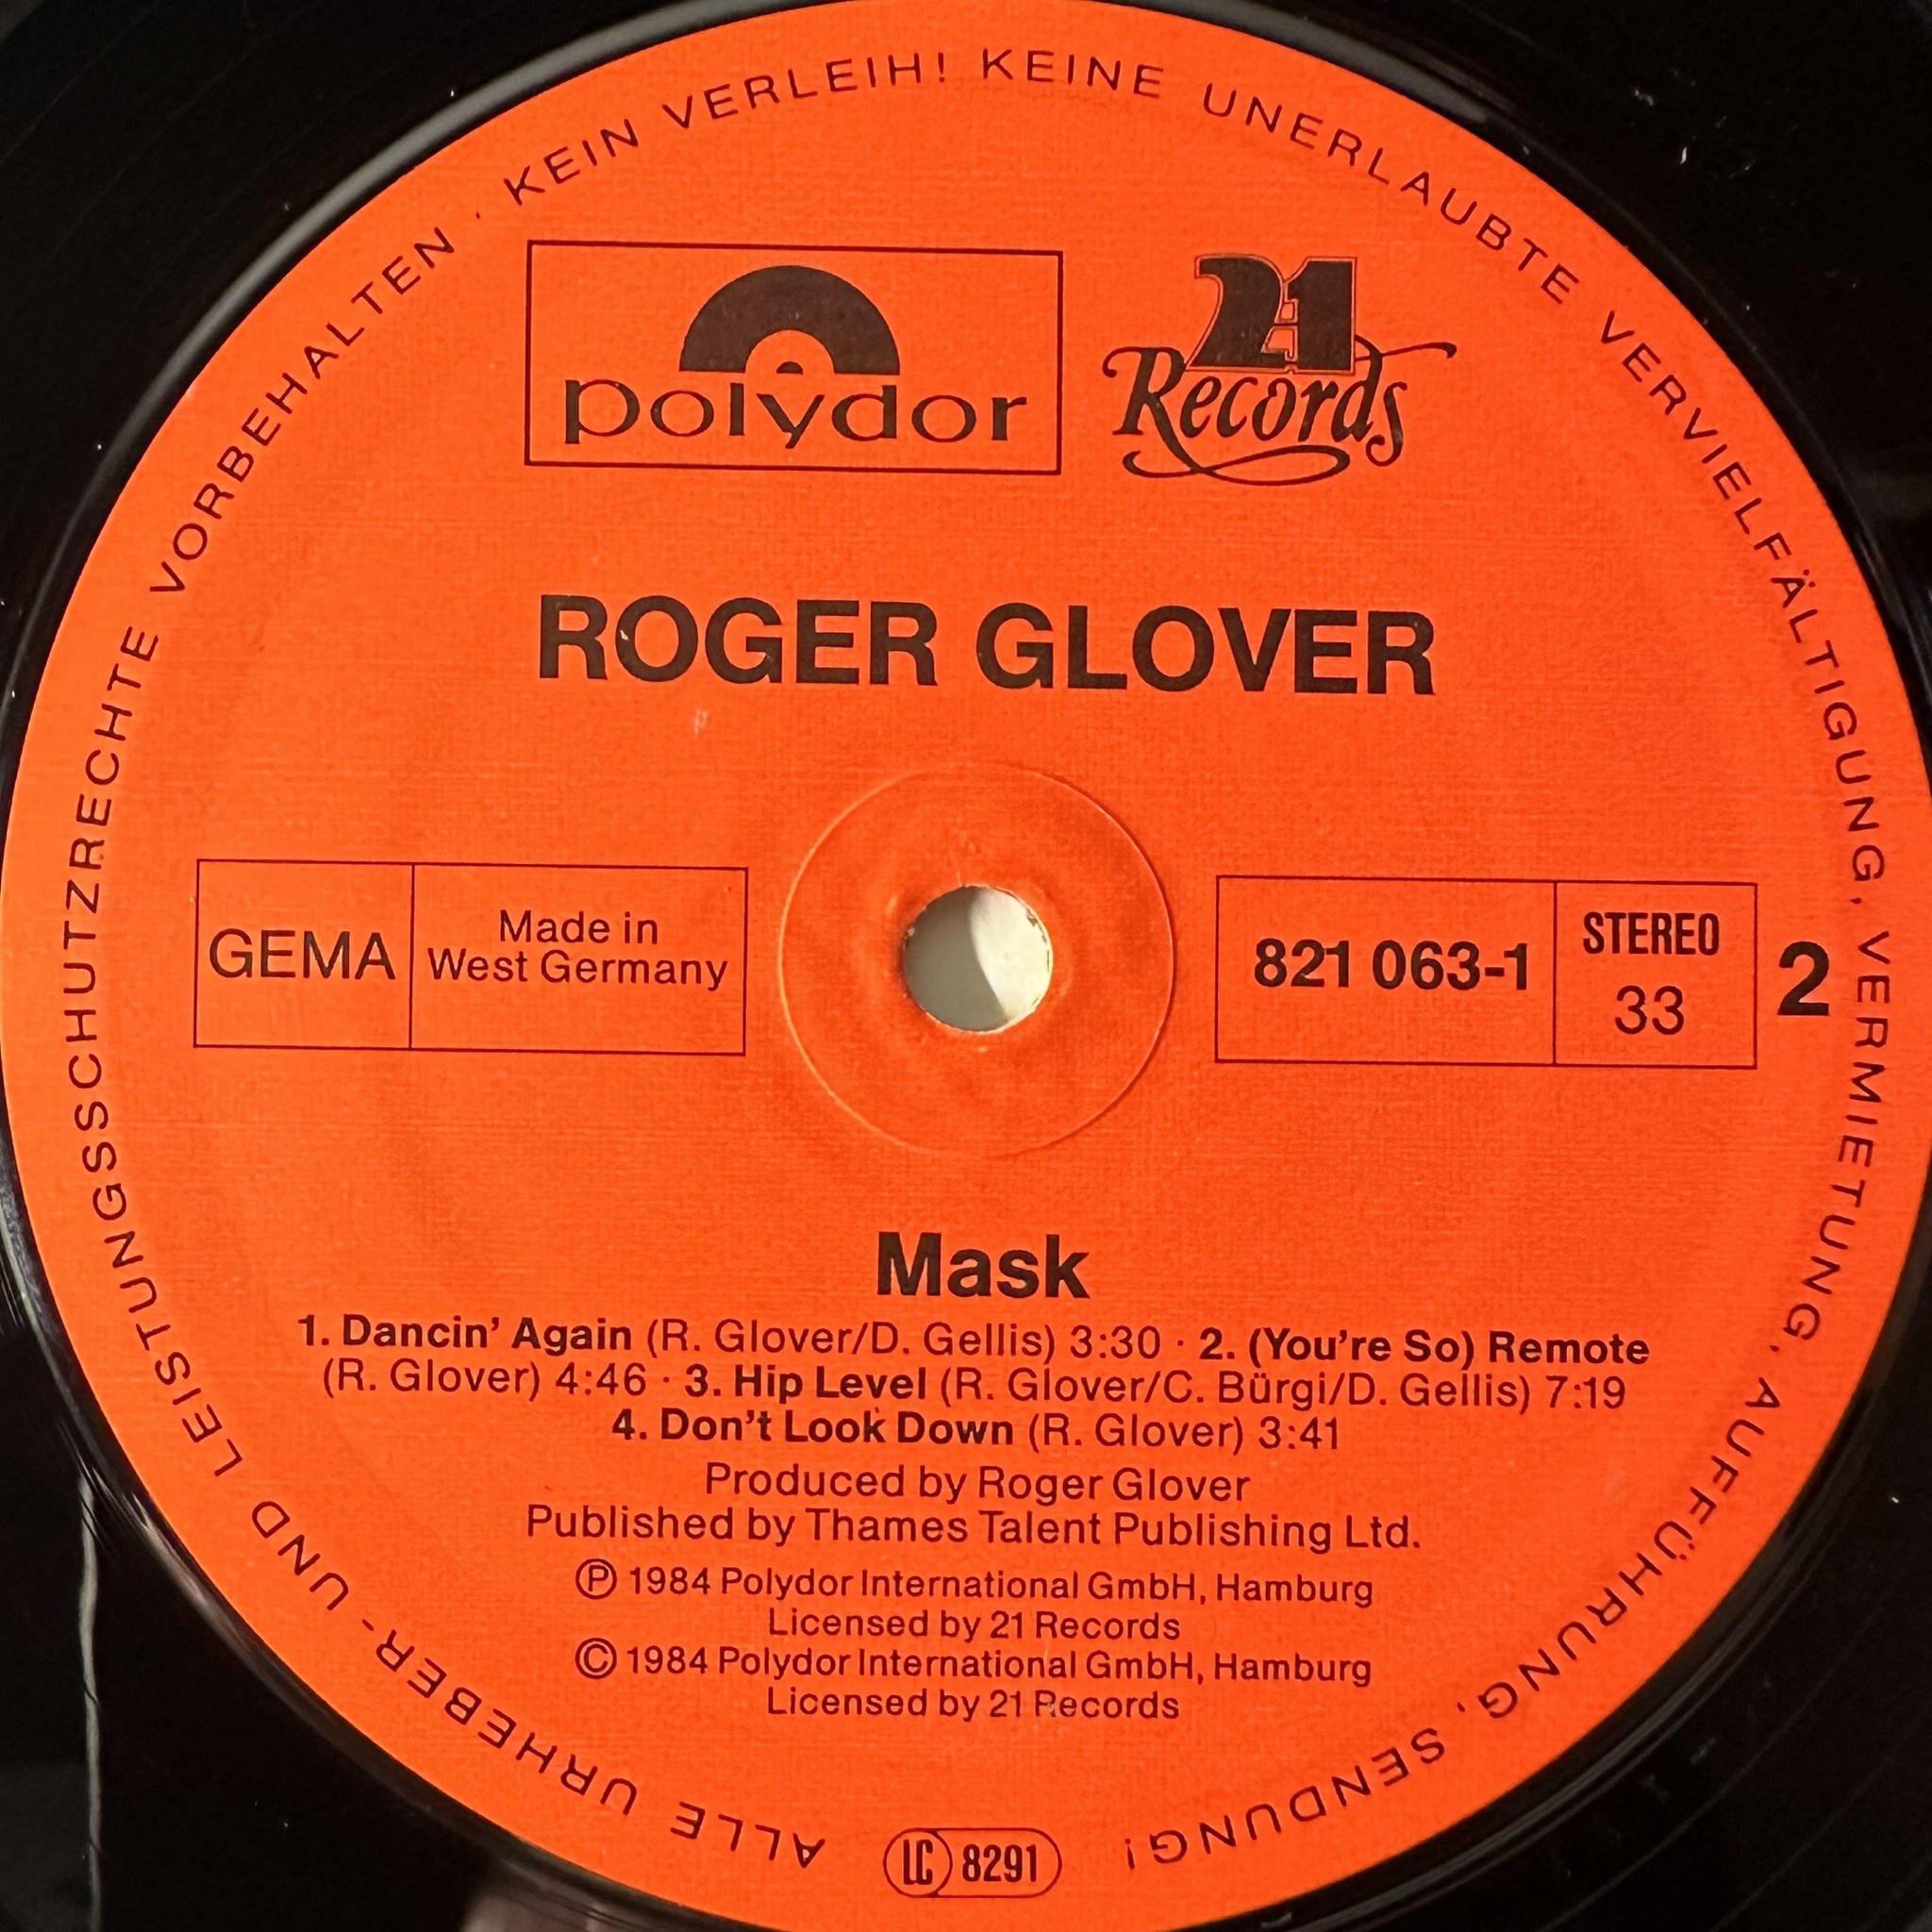 ALLE URHEBER- UND LEISTUNGSSCHUTZRECHTE VORBEHALTEN · KEIN VERLEIH! KEINE UNERLAUBTE VERVIELFÄLTIGUNG, VERMIETUNG, AUFFÜHRUNG, SENDUNG!
polydor
21
Records
ROGER GLOVER
GEMA
Made in
West Germany
821 063-1
STEREO
33
2
Mask
1. Dancin' Again (R. Glover/D. Gellis) 3:30 · 2. (You're So) Remote
(R. Glover) 4:46 · 3. Hip Level (R. Glover/C. Bürgi/D. Gellis) 7:19
4. Don't Look Down (R. Glover) 3:41
Produced by Roger Glover
Published by Thames Talent Publishing Ltd.
Ⓟ 1984 Polydor International GmbH, Hamburg
Licensed by 21 Records
© 1984 Polydor International GmbH, Hamburg
Licensed by 21 Records
LC 8291